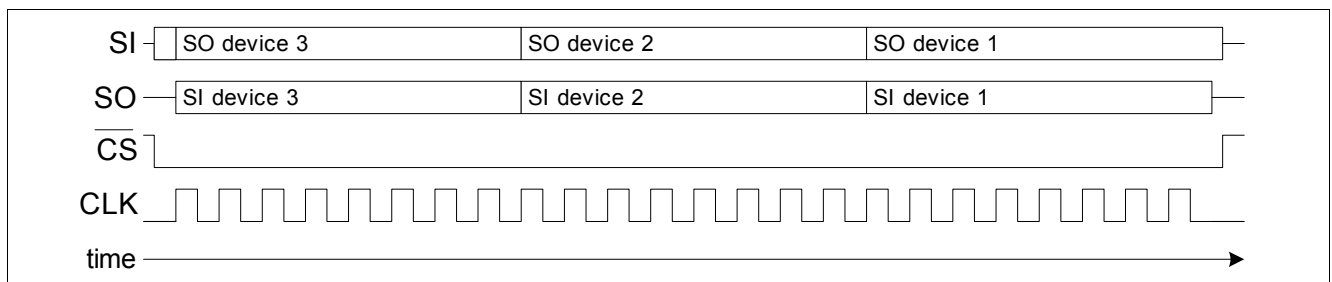 SI SO device 3 SO device 2 SO device 1
SO SI device 3 SI device 2 SI device 1
CS
CLK
time